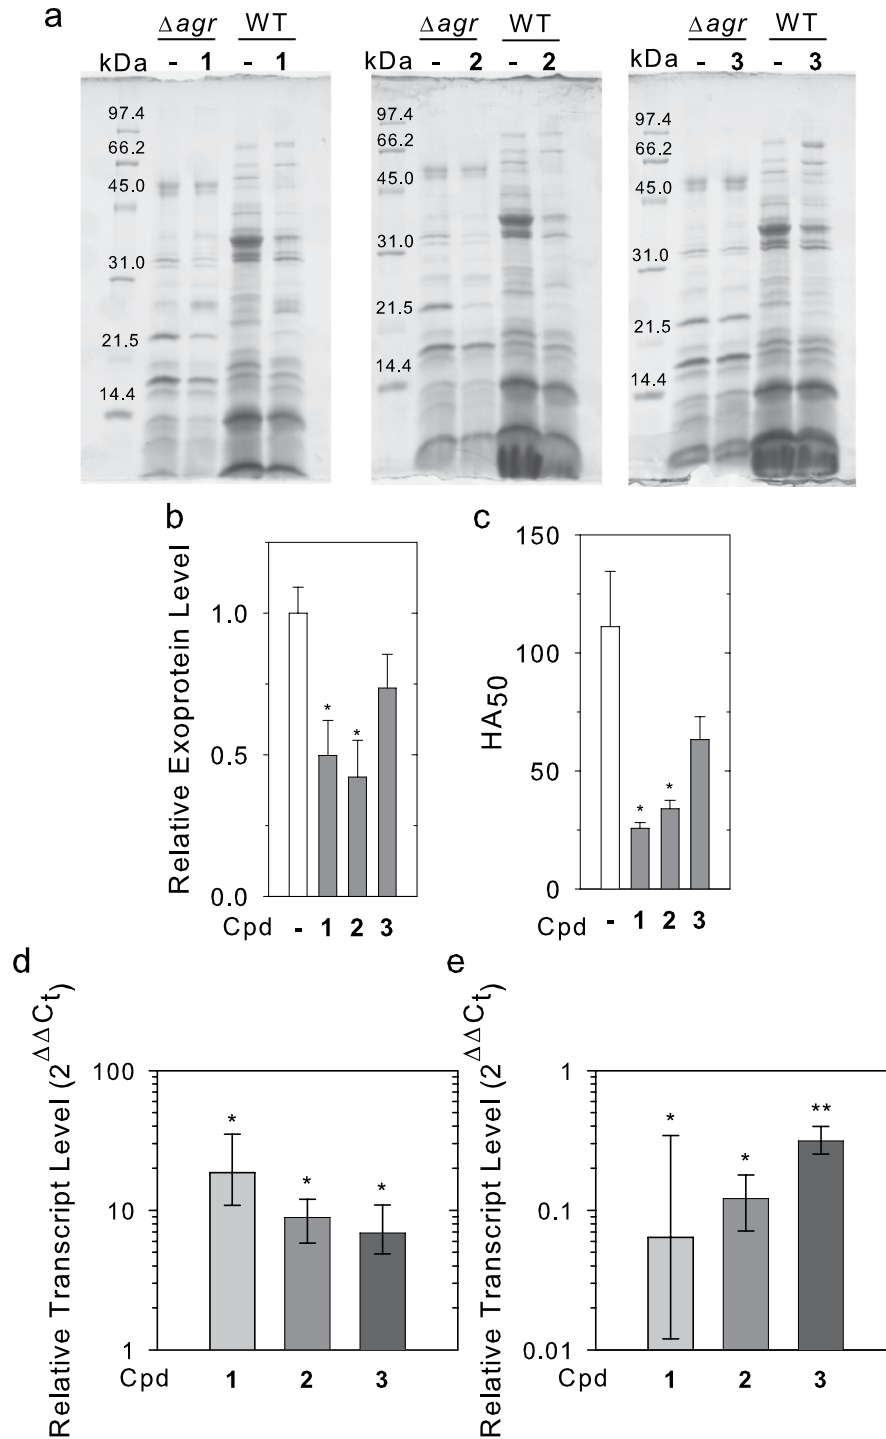 a
Δagr WT Δagr WT Δagr WT
kDa - 1 - 1 kDa - 2 - 2 kDa - 3 - 3
97.4
66.2
45.0
31.0
21.5
14.4
97.4
66.2
45.0
31.0
21.5
14.4
97.4
66.2
45.0
31.0
21.5
14.4
b
Relative Exoprotein Level
1.0
0.5
0.0
* *
Cpd - 1 2 3
c
HA50
150
100
50
0
* *
Cpd - 1 2 3
d
Relative Transcript Level (2ΔΔCt)
100
10
1
* * *
Cpd 1 2 3
e
Relative Transcript Level (2ΔΔCt)
1
0.1
0.01
* * **
Cpd 1 2 3